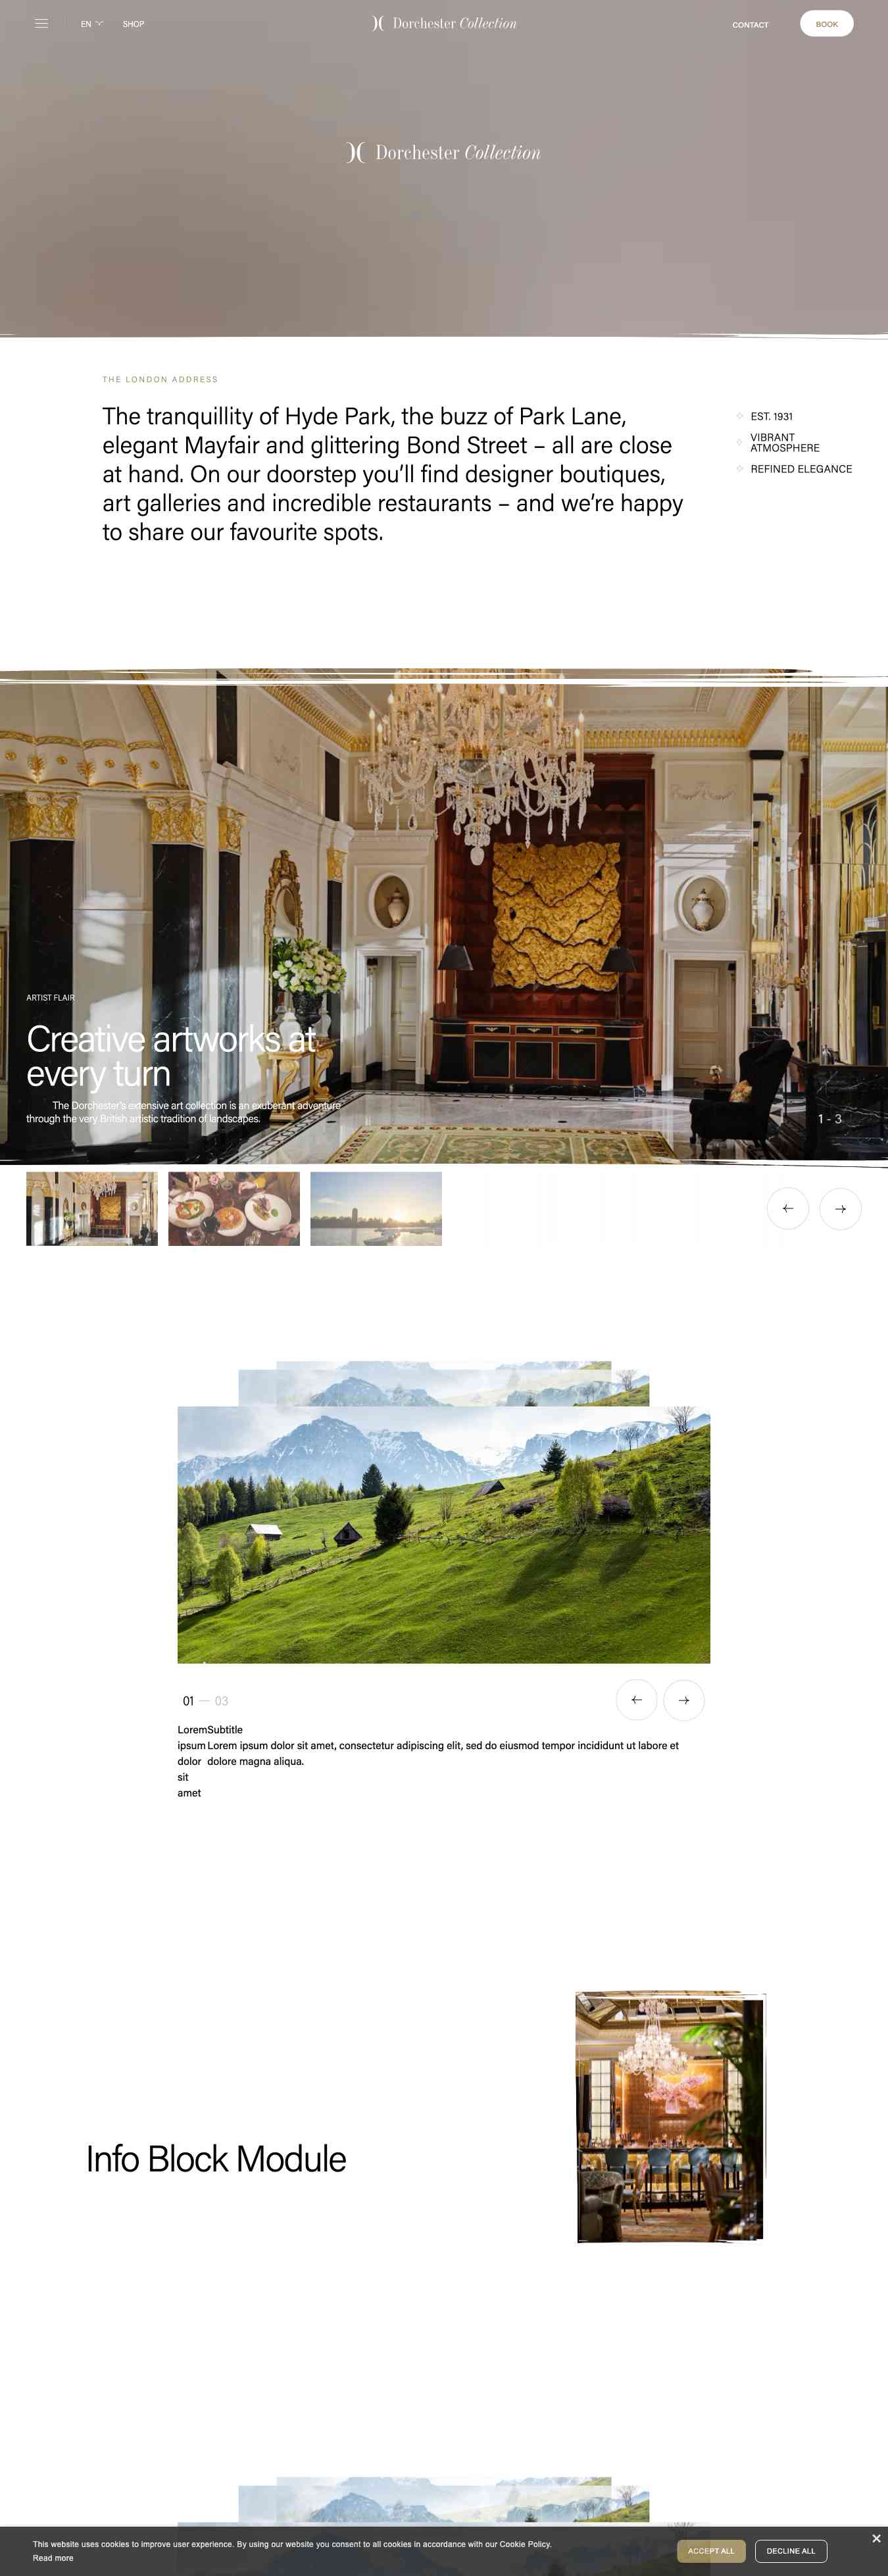 EN
SHOP
Dorchester Collection
CONTACT
BOOK
Dorchester Collection
THE LONDON ADDRESS
The tranquillity of Hyde Park, the buzz of Park Lane,
elegant Mayfair and glittering Bond Street – all are close
at hand. On our doorstep you’ll find designer boutiques,
art galleries and incredible restaurants – and we’re happy
to share our favourite spots.
EST. 1931
VIBRANT
ATMOSPHERE
REFINED ELEGANCE
ARTIST FLAIR
Creative artworks at
every turn
The Dorchester's extensive art collection is an exuberant adventure
through the very British artistic tradition of landscapes.
1 - 3
01 — 03
Lorem
ipsum
dolor
sit
amet
Subtitle
Lorem ipsum dolor sit amet, consectetur adipiscing elit, sed do eiusmod tempor incididunt ut labore et
dolore magna aliqua.
Info Block Module
This website uses cookies to improve user experience. By using our website you consent to all cookies in accordance with our Cookie Policy.
Read more
ACCEPT ALL
DECLINE ALL